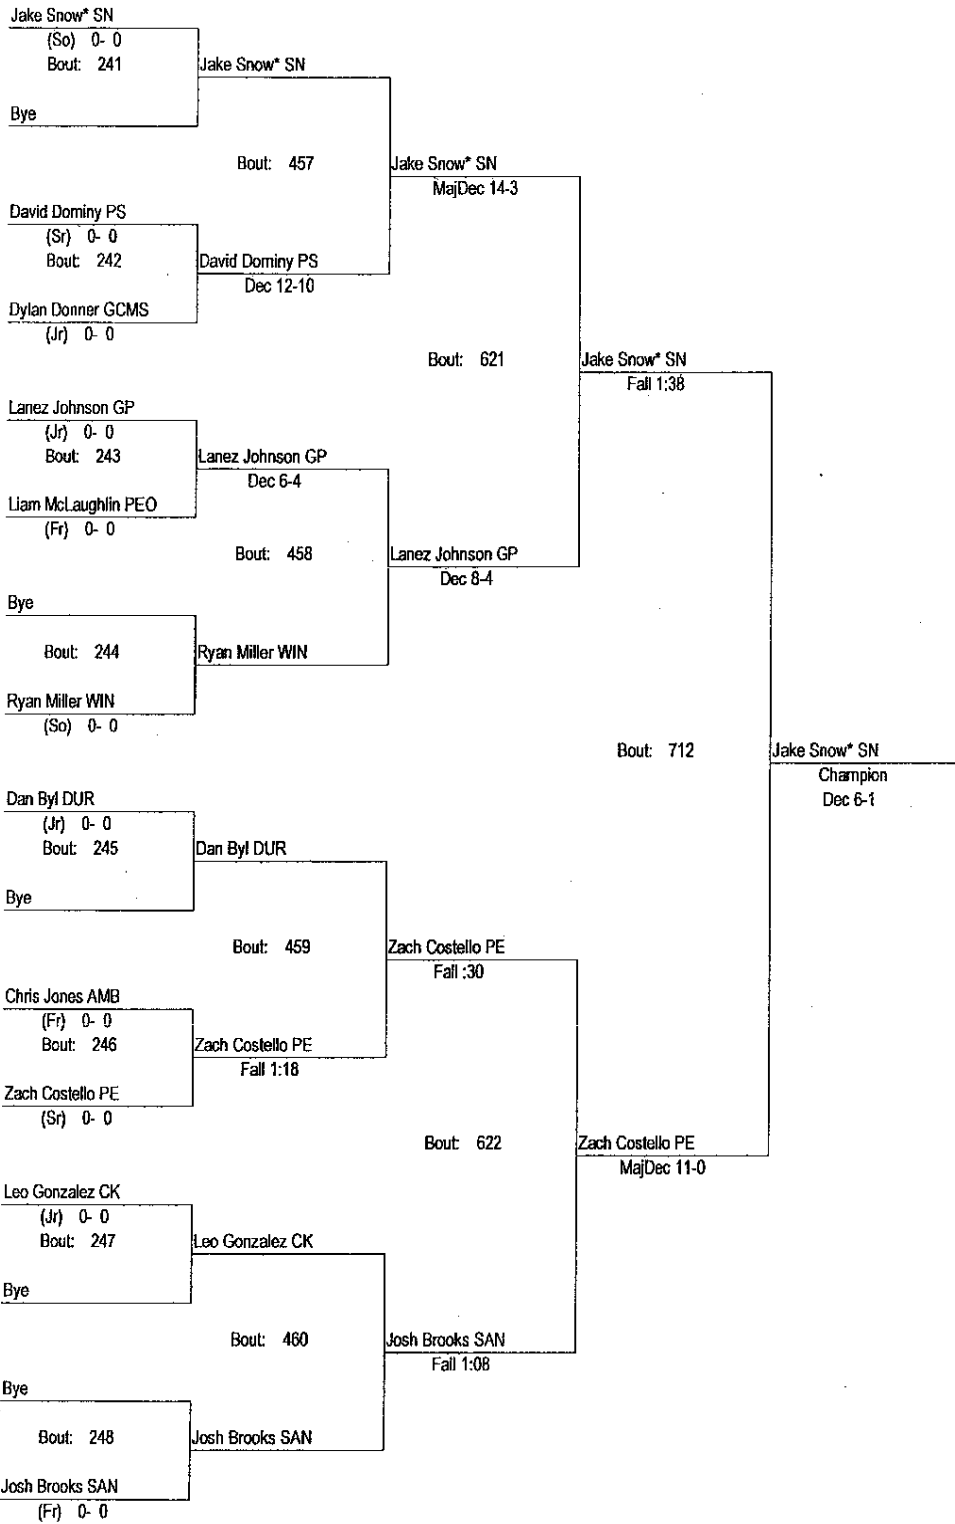 Jake Snow* SN
(So) 0- 0
Bout: 241
Jake Snow* SN
Bye
Bout: 457
Jake Snow* SN
MajDec 14-3
David Dominy PS
(Sr) 0- 0
Bout: 242
David Dominy PS
Dec 12-10
Dylan Donner GCMS
(Jr) 0- 0
Bout: 621
Jake Snow* SN
Fall 1:38
Lanez Johnson GP
(Jr) 0- 0
Bout: 243
Lanez Johnson GP
Dec 6-4
Liam McLaughlin PEO
(Fr) 0- 0
Bout: 458
Lanez Johnson GP
Dec 8-4
Bye
Bout: 244
Ryan Miller WIN
Ryan Miller WIN
(So) 0- 0
Bout: 712
Jake Snow* SN
Champion
Dec 6-1
Dan Byl DUR
(Jr) 0- 0
Bout: 245
Dan Byl DUR
Bye
Bout: 459
Zach Costello PE
Fall :30
Chris Jones AMB
(Fr) 0- 0
Bout: 246
Zach Costello PE
Fall 1:18
Zach Costello PE
(Sr) 0- 0
Bout: 622
Zach Costello PE
MajDec 11-0
Leo Gonzalez CK
(Jr) 0- 0
Bout: 247
Leo Gonzalez CK
Bye
Bout: 460
Josh Brooks SAN
Fall 1:08
Bye
Bout: 248
Josh Brooks SAN
Josh Brooks SAN
(Fr) 0- 0